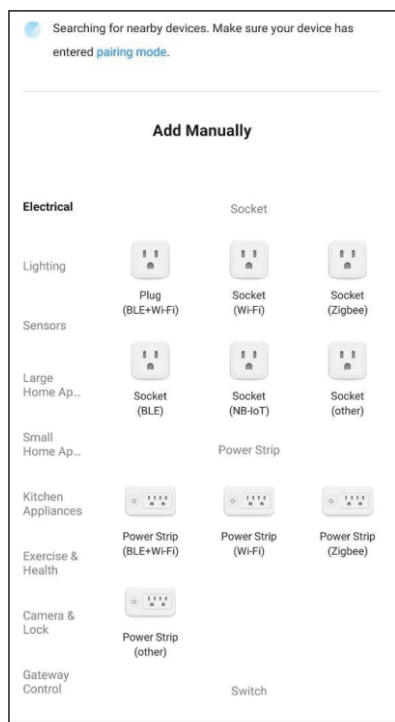 Searching for nearby devices. Make sure your device has
entered pairing mode.
Add Manually
Electrical
Lighting
Sensors
Large
Home Ap...
Small
Home Ap...
Kitchen
Appliances
Exercise &
Health
Camera &
Lock
Gateway
Control
Socket
Plug
(BLE+Wi-Fi)
Socket
(Wi-Fi)
Socket
(Zigbee)
Socket
(BLE)
Socket
(NB-IoT)
Socket
(other)
Power Strip
Power Strip
(BLE+Wi-Fi)
Power Strip
(Wi-Fi)
Power Strip
(Zigbee)
Power Strip
(other)
Switch